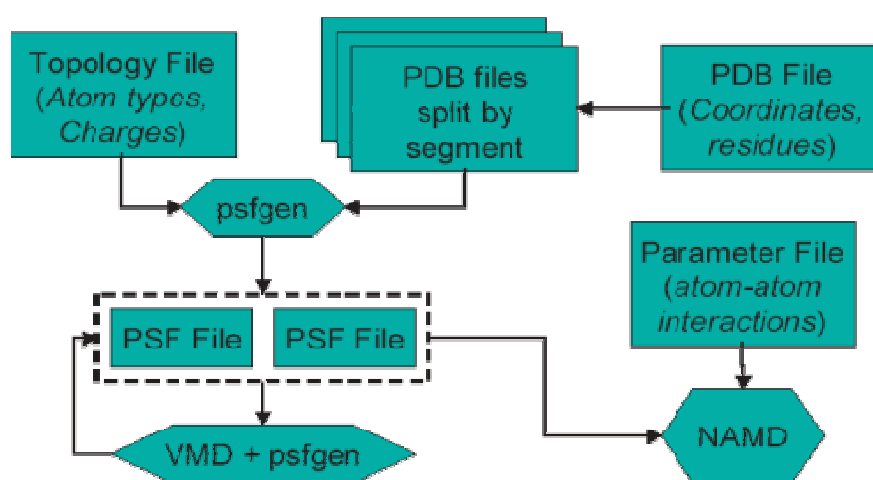 Topology File
(Atom types,
Charges)
PDB files
split by
segment
PDB File
(Coordinates,
residues)
psfgen
Parameter File
(atom-atom
interactions)
PSF File
PSF File
VMD + psfgen
NAMD